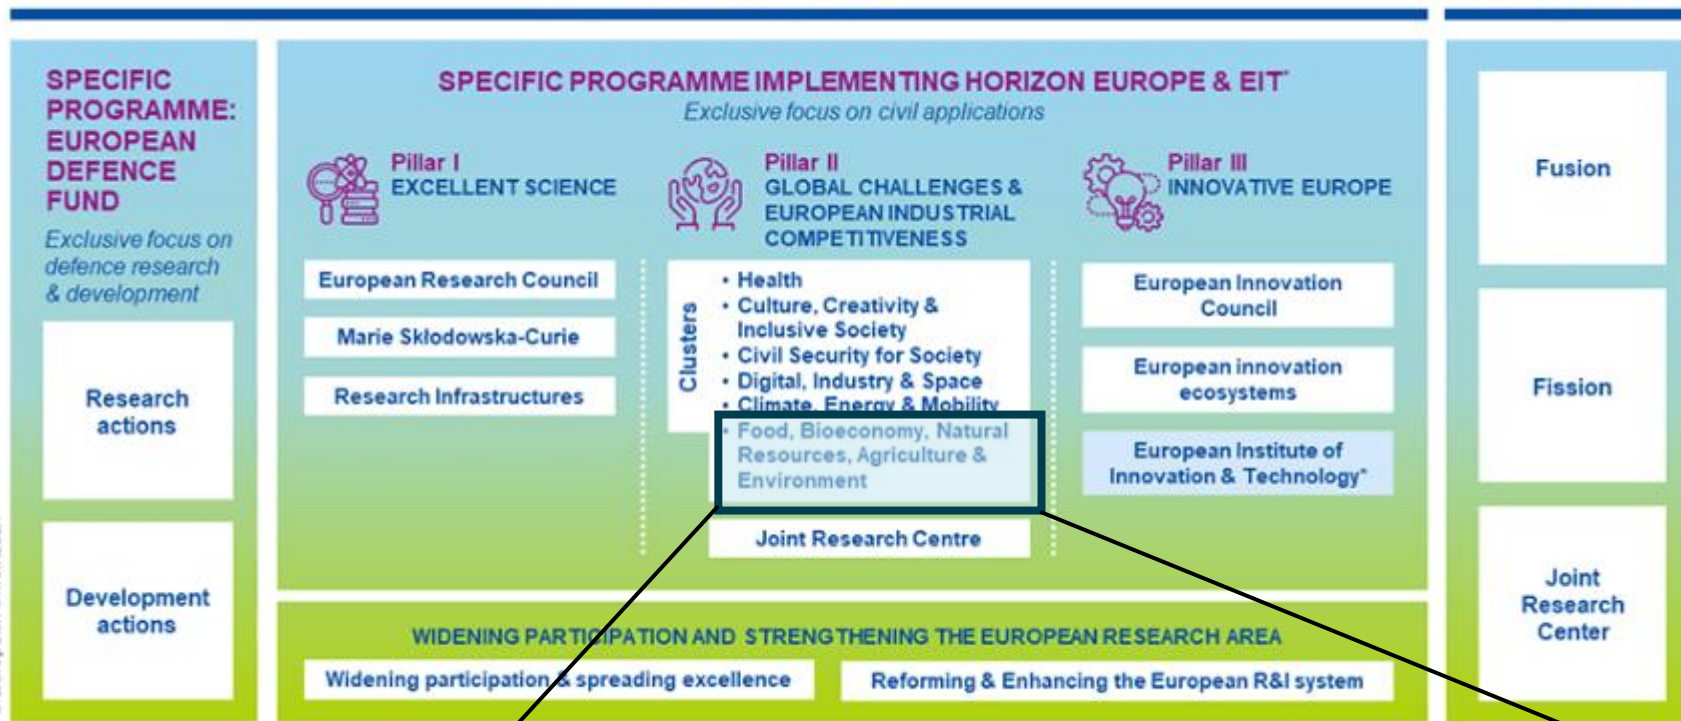 SPECIFIC
PROGRAMME:
EUROPEAN
DEFENCE
FUND
Exclusive focus on
defence research
& development
Research
actions
Development
actions
SPECIFIC PROGRAMME IMPLEMENTING HORIZON EUROPE & EIT*
Exclusive focus on civil applications
Pillar I
EXCELLENT SCIENCE
European Research Council
Marie Skłodowska-Curie
Research Infrastructures
Pillar II
GLOBAL CHALLENGES &
EUROPEAN INDUSTRIAL
COMPETITIVENESS
Clusters
• Health
• Culture, Creativity &
Inclusive Society
• Civil Security for Society
• Digital, Industry & Space
• Climate, Energy & Mobility
• Food, Bioeconomy, Natural
Resources, Agriculture &
Environment
Joint Research Centre
Pillar III
INNOVATIVE EUROPE
European Innovation
Council
European innovation
ecosystems
European Institute of
Innovation & Technology*
WIDENING PARTICIPATION AND STRENGTHENING THE EUROPEAN RESEARCH AREA
Widening participation & spreading excellence
Reforming & Enhancing the European R&I system
Fusion
Fission
Joint
Research
Center